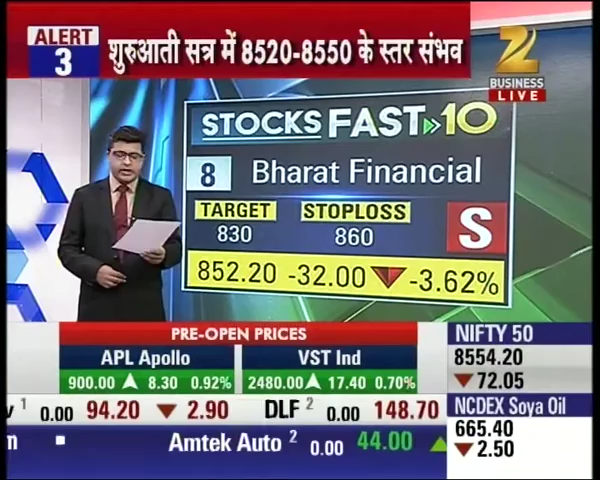 ALERT
3
शुरुआती सत्र में 8520-8550 के स्तर संभव
Z
BUSINESS
LIVE
STOCKS FAST 10
8 Bharat Financial
TARGET STOPLOSS S
830 860
852.20 -32.00 -3.62%
PRE-OPEN PRICES
APL Apollo VST Ind
900.00 8.30 0.92% 2480.00 17.40 0.70%
NIFTY 50
8554.20
72.05
1 0.00 94.20 2.90 DLF 2 0.00 148.70
NCDEX Soya Oil
665.40
2.50
Amtek Auto 2 0.00 44.00